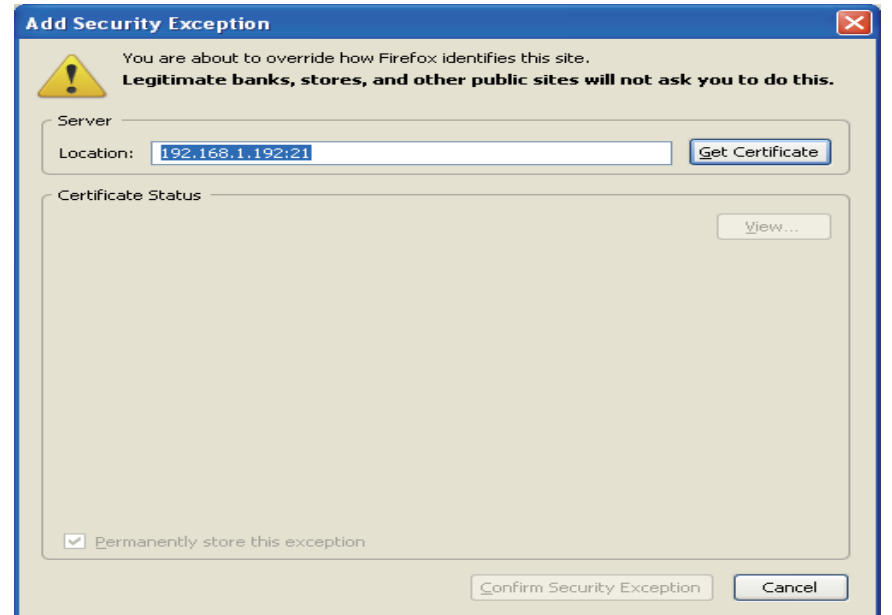 Add Security Exception
You are about to override how Firefox identifies this site.
Legitimate banks, stores, and other public sites will not ask you to do this.
Server
Location: 192.168.1.192:21 Get Certificate
Certificate Status
View...
Permanently store this exception
Confirm Security Exception Cancel